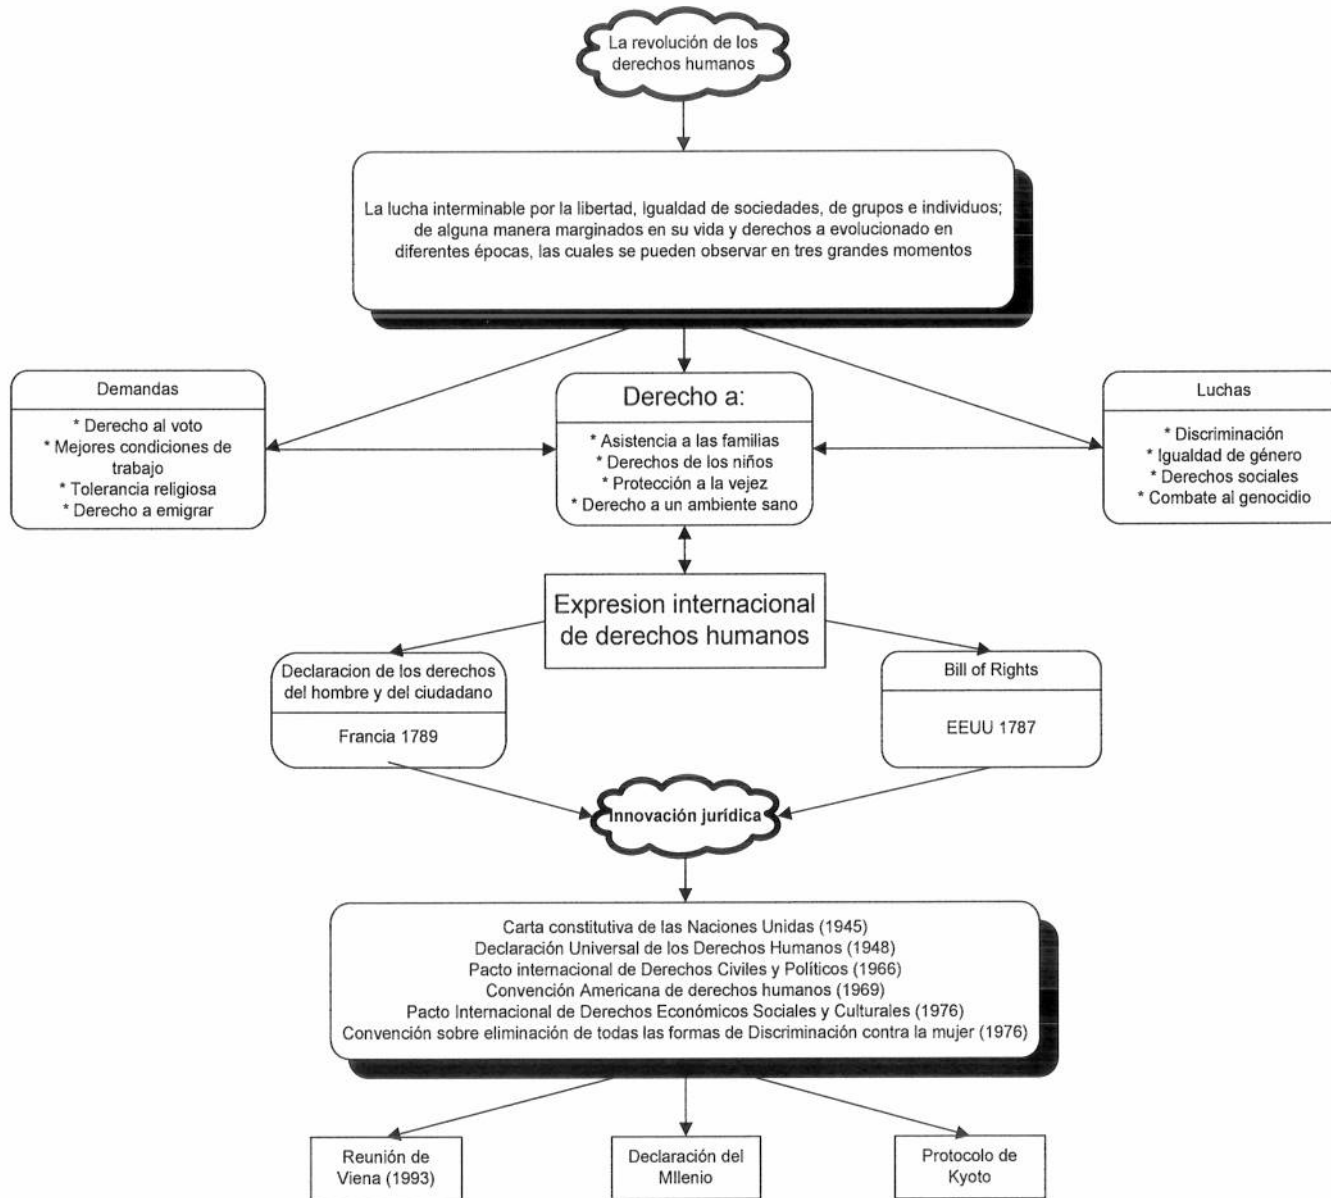 La revolución de los
derechos humanos
La lucha interminable por la libertad, Igualdad de sociedades, de grupos e individuos;
de alguna manera marginados en su vida y derechos a evolucionado en
diferentes épocas, las cuales se pueden observar en tres grandes momentos
Demandas
* Derecho al voto
* Mejores condiciones de
trabajo
* Tolerancia religiosa
* Derecho a emigrar
Derecho a:
* Asistencia a las familias
* Derechos de los niños
* Protección a la vejez
* Derecho a un ambiente sano
Luchas
* Discriminación
* Igualdad de género
* Derechos sociales
* Combate al genocidio
Expresion internacional
de derechos humanos
Declaracion de los derechos
del hombre y del ciudadano
Francia 1789
Bill of Rights
EEUU 1787
Innovación jurídica
Carta constitutiva de las Naciones Unidas (1945)
Declaración Universal de los Derechos Humanos (1948)
Pacto internacional de Derechos Civiles y Políticos (1966)
Convención Americana de derechos humanos (1969)
Pacto Internacional de Derechos Económicos Sociales y Culturales (1976)
Convención sobre eliminación de todas las formas de Discriminación contra la mujer (1976)
Reunión de
Viena (1993)
Declaración del
MIlenio
Protocolo de
Kyoto